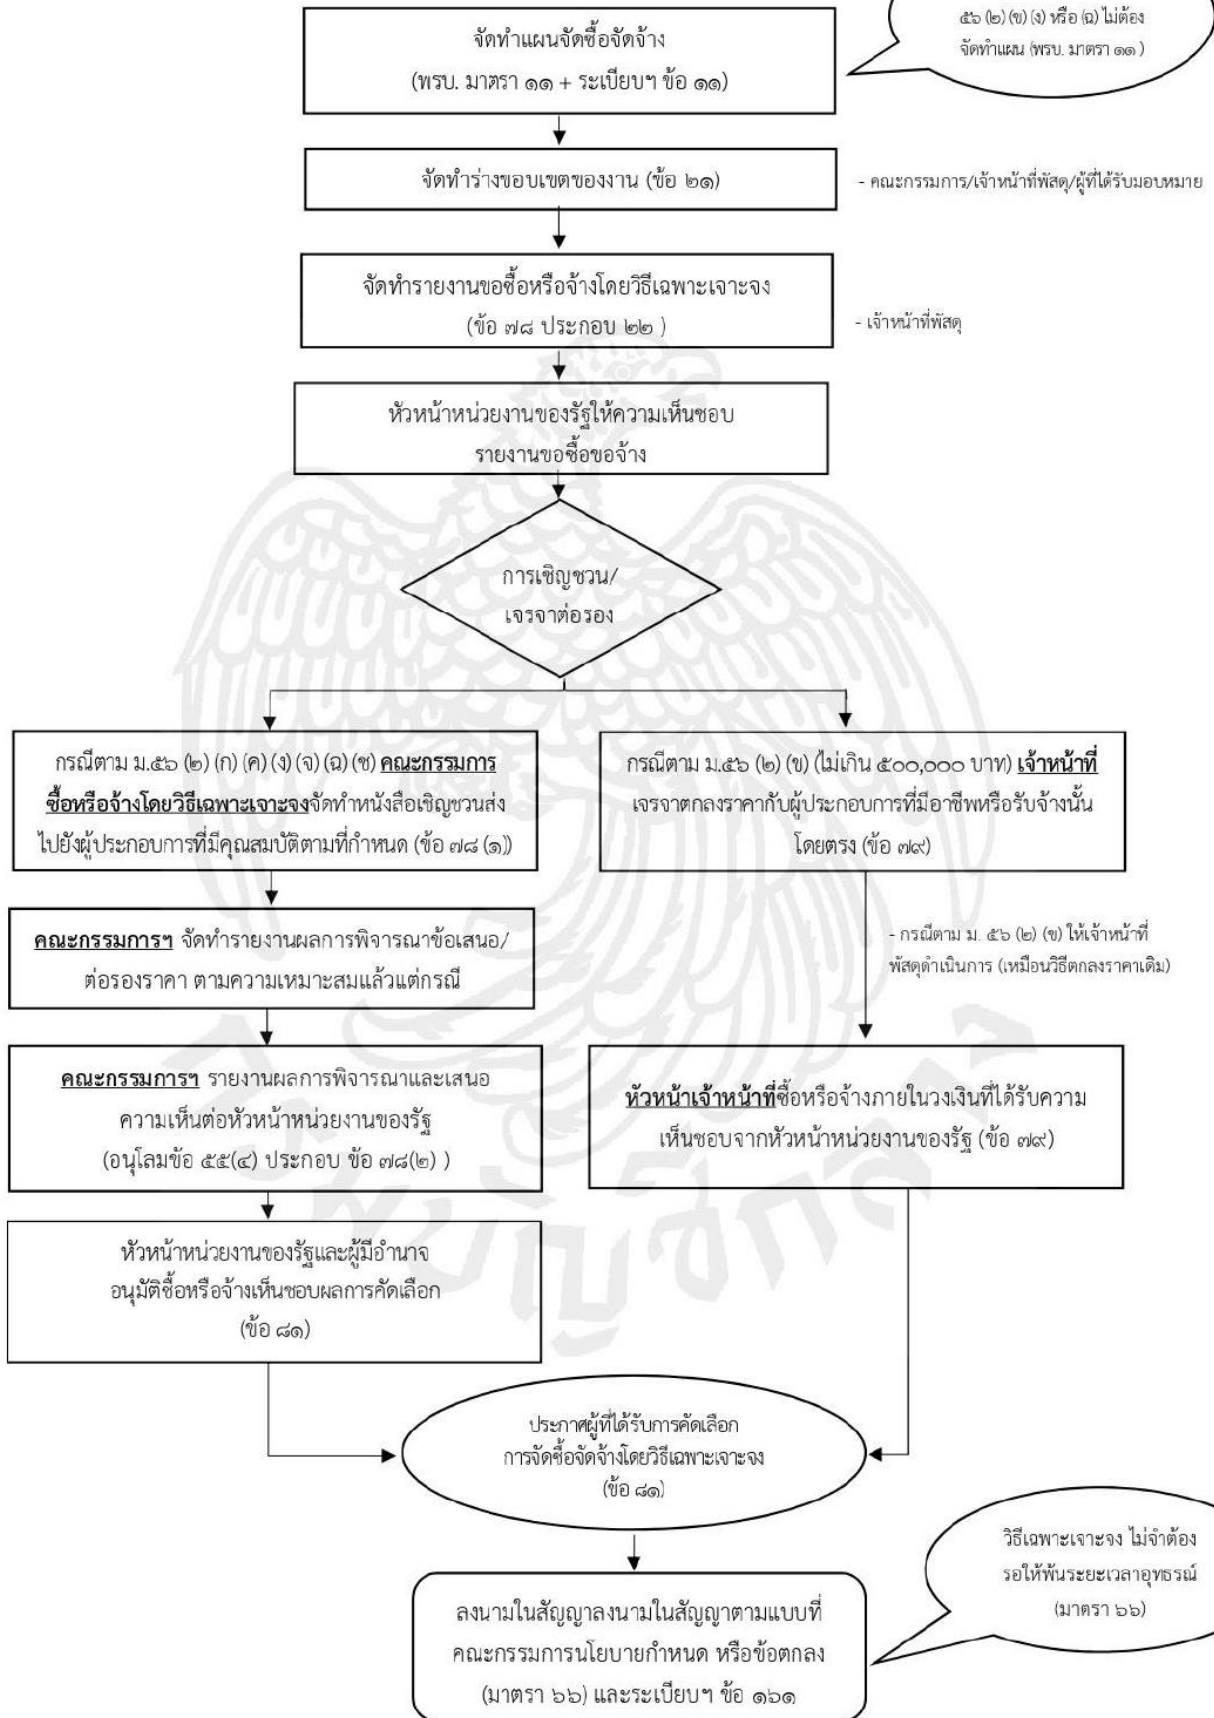 ๕๖ (๒) (ข) (ง) หรือ (ฉ) ไม่ต้อง
จัดทำแผน (พรบ. มาตรา ๑๑ )
จัดทำแผนจัดซื้อจัดจ้าง
(พรบ. มาตรา ๑๑ + ระเบียบฯ ข้อ ๑๑)
จัดทำร่างขอบเขตของงาน (ข้อ ๒๑)
- คณะกรรมการ/เจ้าหน้าที่พัสดุ/ผู้ที่ได้รับมอบหมาย
จัดทำรายงานขอซื้อหรือจ้างโดยวิธีเฉพาะเจาะจง
(ข้อ ๗๘ ประกอบ ๒๒ )
- เจ้าหน้าที่พัสดุ
หัวหน้าหน่วยงานของรัฐให้ความเห็นชอบ
รายงานขอซื้อขอจ้าง
การเชิญชวน/
เจรจาต่อรอง
กรณีตาม ม.๕๖ (๒) (ก) (ค) (ง) (จ) (ฉ) (ช) คณะกรรมการ
ซื้อหรือจ้างโดยวิธีเฉพาะเจาะจงจัดทำหนังสือเชิญชวนส่ง
ไปยังผู้ประกอบการที่มีคุณสมบัติตามที่กำหนด (ข้อ ๗๘ (๑))
กรณีตาม ม.๕๖ (๒) (ข) (ไม่เกิน ๕๐๐,๐๐๐ บาท) เจ้าหน้าที่
เจรจาตกลงราคากับผู้ประกอบการที่มีอาชีพหรือรับจ้างนั้น
โดยตรง (ข้อ ๗๙)
คณะกรรมการฯ จัดทำรายงานผลการพิจารณาข้อเสนอ/
ต่อรองราคา ตามความเหมาะสมแล้วแต่กรณี
- กรณีตาม ม. ๕๖ (๒) (ข) ให้เจ้าหน้าที่
พัสดุดำเนินการ (เหมือนวิธีตกลงราคาเดิม)
คณะกรรมการฯ รายงานผลการพิจารณาและเสนอ
ความเห็นต่อหัวหน้าหน่วยงานของรัฐ
(อนุโลมข้อ ๕๕(๔) ประกอบ ข้อ ๗๘(๒) )
หัวหน้าเจ้าหน้าที่ซื้อหรือจ้างภายในวงเงินที่ได้รับความ
เห็นชอบจากหัวหน้าหน่วยงานของรัฐ (ข้อ ๗๙)
หัวหน้าหน่วยงานของรัฐและผู้มีอำนาจ
อนุมัติซื้อหรือจ้างเห็นชอบผลการคัดเลือก
(ข้อ ๘๑)
ประกาศผู้ที่ได้รับการคัดเลือก
การจัดซื้อจัดจ้างโดยวิธีเฉพาะเจาะจง
(ข้อ ๘๑)
วิธีเฉพาะเจาะจง ไม่จำต้อง
รอให้พ้นระยะเวลาอุทธรณ์
(มาตรา ๖๖)
ลงนามในสัญญาลงนามในสัญญาตามแบบที่
คณะกรรมการนโยบายกำหนด หรือข้อตกลง
(มาตรา ๖๖) และระเบียบฯ ข้อ ๑๖๑